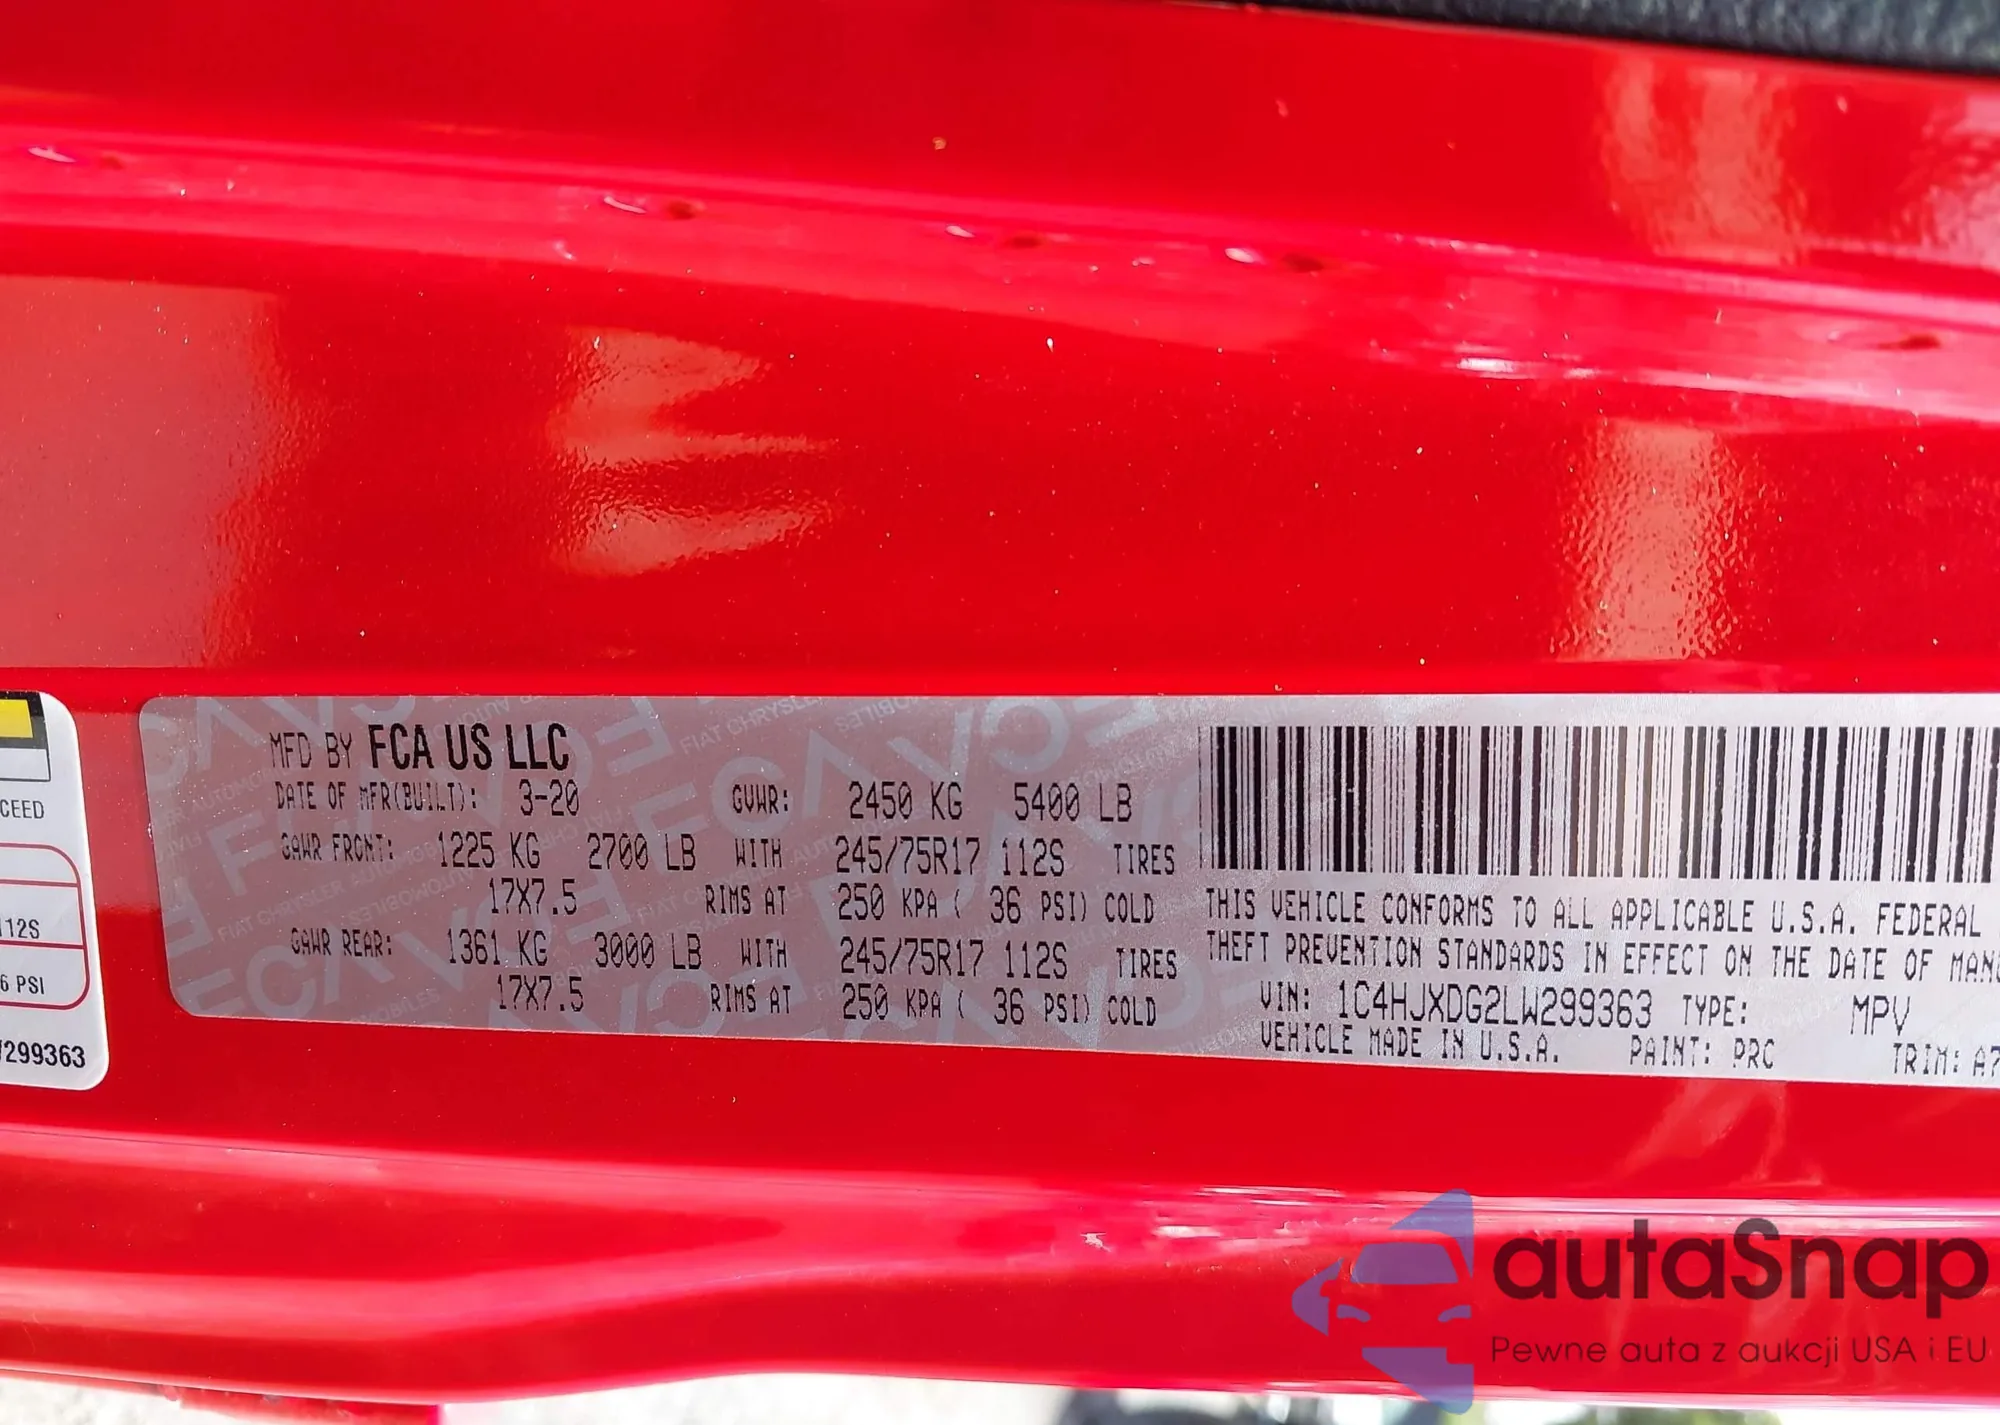 CEED
112S
6 PSI
299363
MFD BY FCA US LLC
DATE OF MFR(BUILT): 3-20 GVWR: 2450 KG 5400 LB
GAWR FRONT: 1225 KG 2700 LB WITH 245/75R17 112S TIRES
17X7.5 RIMS AT 250 KPA ( 36 PSI) COLD
GAWR REAR: 1361 KG 3000 LB WITH 245/75R17 112S TIRES
17X7.5 RIMS AT 250 KPA ( 36 PSI) COLD
THIS VEHICLE CONFORMS TO ALL APPLICABLE U.S.A. FEDERAL
THEFT PREVENTION STANDARDS IN EFFECT ON THE DATE OF MANU
VIN: 1C4HJXDG2LW299363 TYPE: MPV
VEHICLE MADE IN U.S.A. PAINT: PRC TRIM: A7
autaSnap
Pewne auta z aukcji USA i EU